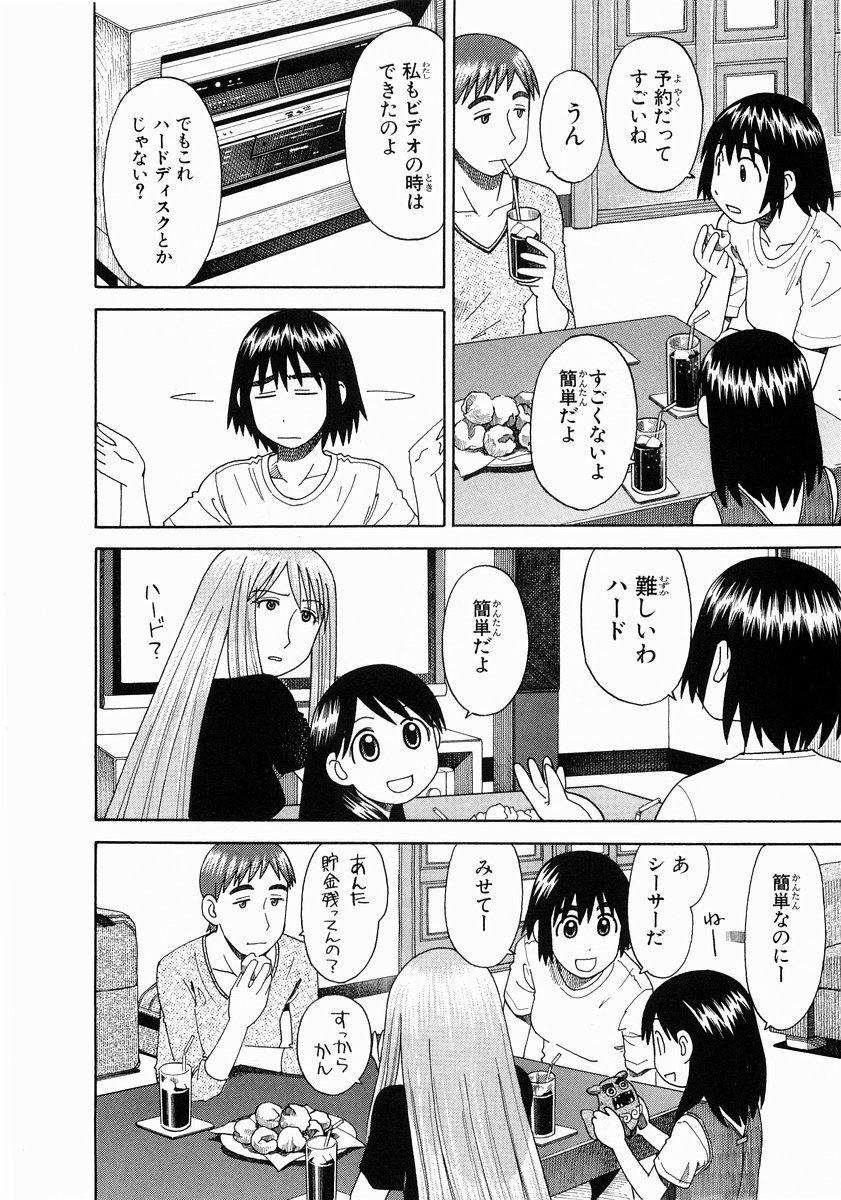 予約だって
すごいね
うん
すごくないよ
簡単だよ
私もビデオの時は
できたのよ
でもこれ
ハードディスクとか
じゃない?
難しいわ
ハード
簡単だよ
ハード?
簡単なのにー
ねー
あ
シーサーだ
みせてー
あんた
貯金残ってんの?
すっから
かん